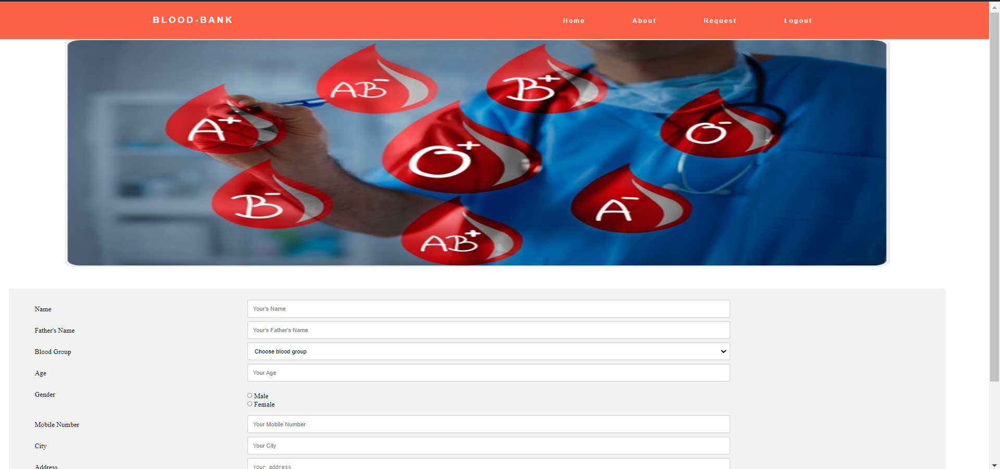 BLOOD-BANK
Home About Request Logout
AB-
B+
A+
O-
O+
B-
A-
AB+
Name Your's Name
Father's Name Your's Father's Name
Blood Group Choose blood group
Age Your Age
Gender
Male
Female
Mobile Number Your Mobile Number
City Your City
Address Your address